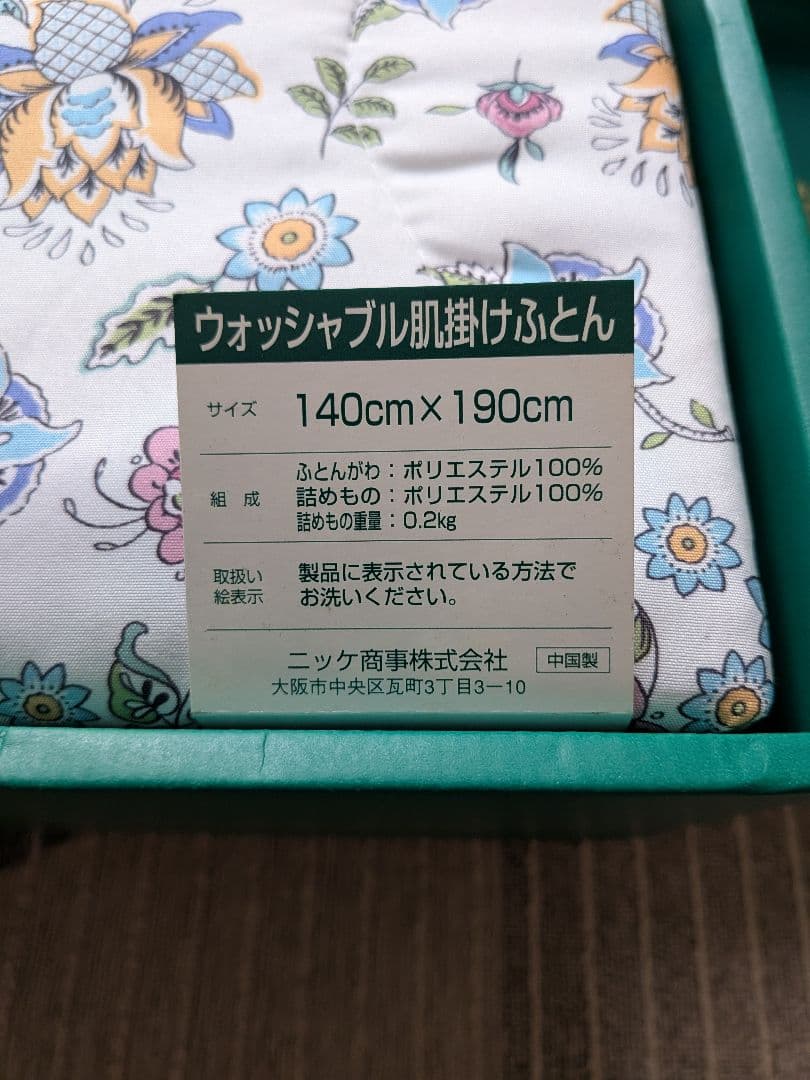 ウォッシャブル肌掛けふとん
サイズ 140cm×190cm
組成 ふとんがわ：ポリエステル100%
詰めもの：ポリエステル100%
詰めもの重量：0.2kg
取扱い絵表示 製品に表示されている方法で
お洗いください。
ニッケ商事株式会社 中国製
大阪市中央区瓦町3丁目3－10